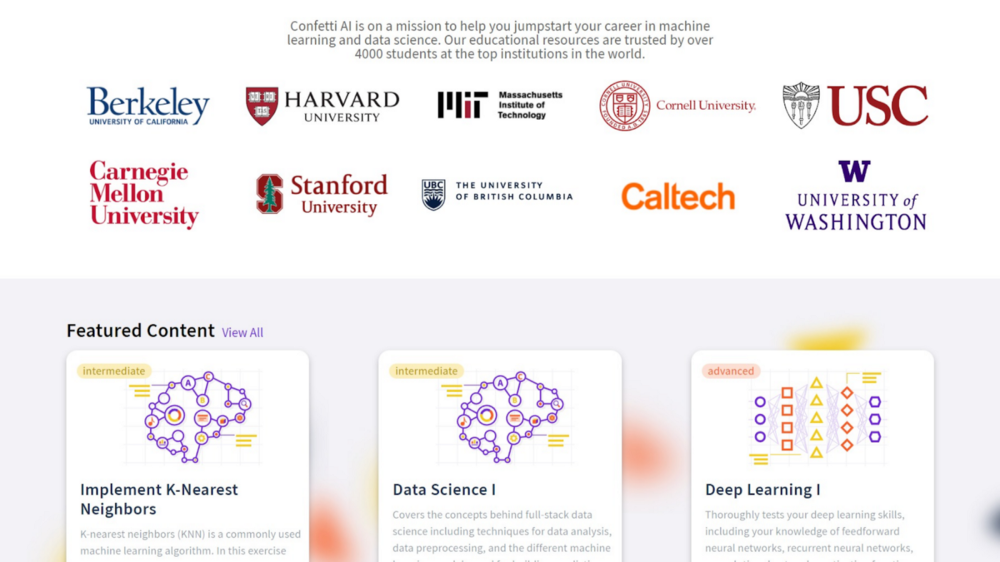 Confetti AI is on a mission to help you jumpstart your career in machine
learning and data science. Our educational resources are trusted by over
4000 students at the top institutions in the world.
Berkeley
UNIVERSITY OF CALIFORNIA
HARVARD
UNIVERSITY
Massachusetts
Institute of
Technology
Cornell University.
USC
Carnegie
Mellon
University
Stanford
University
UBC
THE UNIVERSITY
OF BRITISH COLUMBIA
Caltech
W
UNIVERSITY of
WASHINGTON
Featured Content View All
intermediate
Implement K-Nearest
Neighbors
K-nearest neighbors (KNN) is a commonly used
machine learning algorithm. In this exercise
intermediate
Data Science I
Covers the concepts behind full-stack data
science including techniques for data analysis,
data preprocessing, and the different machine
advanced
Deep Learning I
Thoroughly tests your deep learning skills,
including your knowledge of feedforward
neural networks, recurrent neural networks,